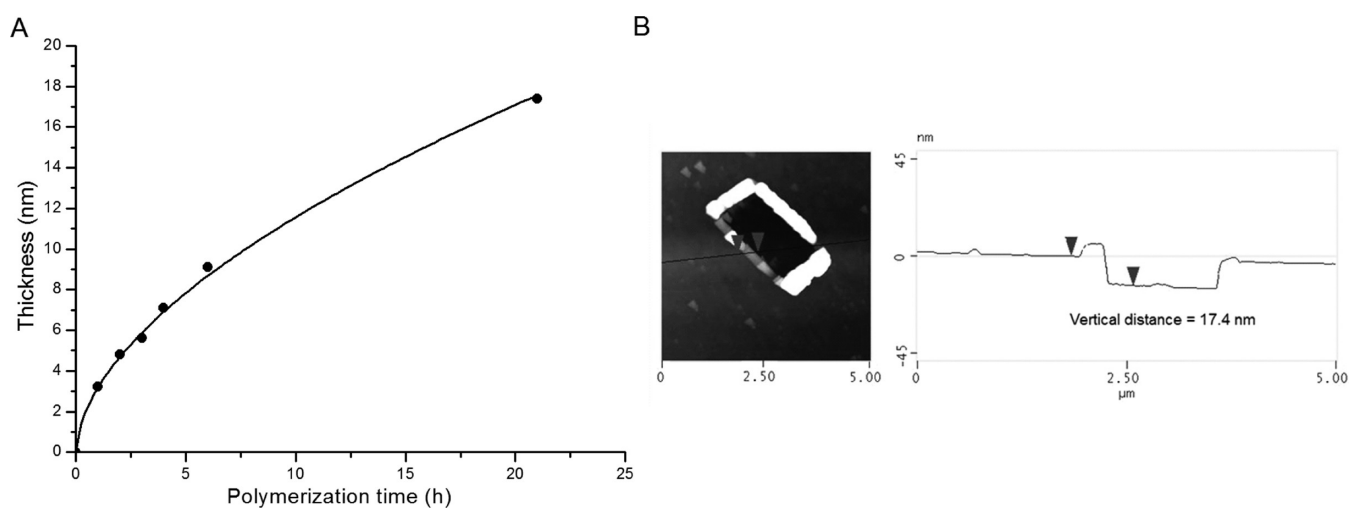 A
20
18
16
14
12
10
8
6
4
2
0
Thickness (nm)
0 5 10 15 20 25
Polymerization time (h)
B
0 2.50 5.00
nm
45
0
-45
Vertical distance = 17.4 nm
0 2.50 5.00
µm